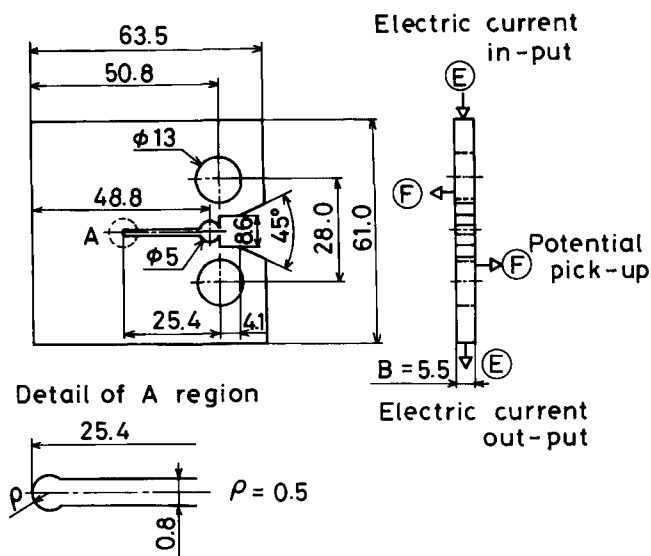 63.5
50.8
Electric current
in-put
E
φ13
F
48.8
A
8.6
45°
28.0
61.0
φ5
Potential
pick-up
F
25.4
4.1
B = 5.5
E
Detail of A region
Electric current
out-put
25.4
ρ
ρ = 0.5
0.8